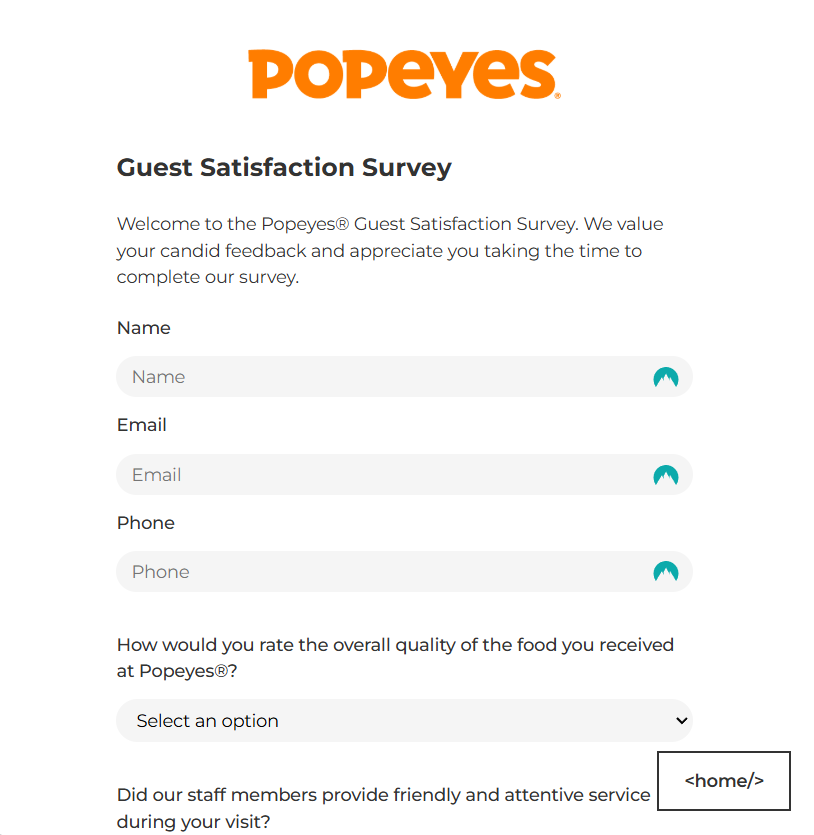 POPEYES®
Guest Satisfaction Survey
Welcome to the Popeyes® Guest Satisfaction Survey. We value
your candid feedback and appreciate you taking the time to
complete our survey.
Name
Name
Email
Email
Phone
Phone
How would you rate the overall quality of the food you received
at Popeyes®?
Select an option
<home/>
Did our staff members provide friendly and attentive service
during your visit?